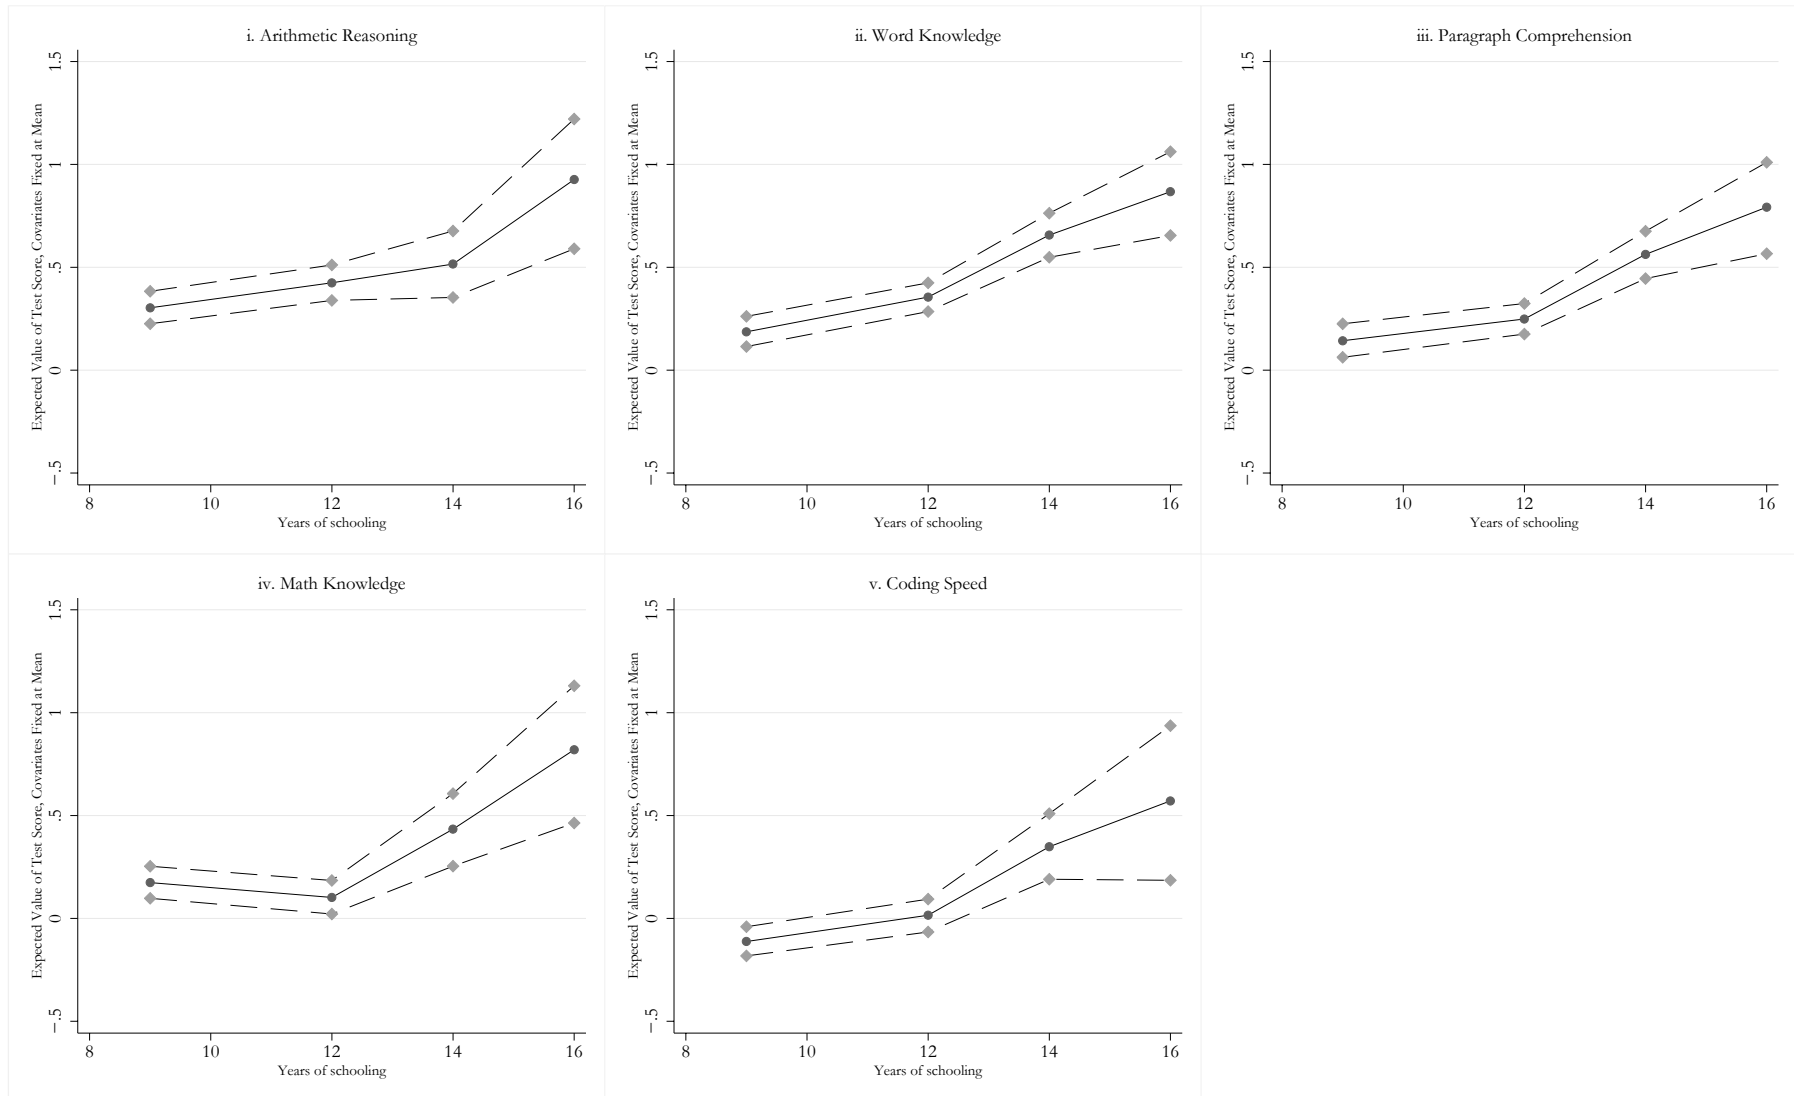 i. Arithmetic Reasoning
Expected Value of Test Score, Covariates Fixed at Mean
1.5
1
.5
0
−.5
8 10 12 14 16
Years of schooling
ii. Word Knowledge
Expected Value of Test Score, Covariates Fixed at Mean
1.5
1
.5
0
−.5
8 10 12 14 16
Years of schooling
iii. Paragraph Comprehension
Expected Value of Test Score, Covariates Fixed at Mean
1.5
1
.5
0
−.5
8 10 12 14 16
Years of schooling
iv. Math Knowledge
Expected Value of Test Score, Covariates Fixed at Mean
1.5
1
.5
0
−.5
8 10 12 14 16
Years of schooling
v. Coding Speed
Expected Value of Test Score, Covariates Fixed at Mean
1.5
1
.5
0
−.5
8 10 12 14 16
Years of schooling